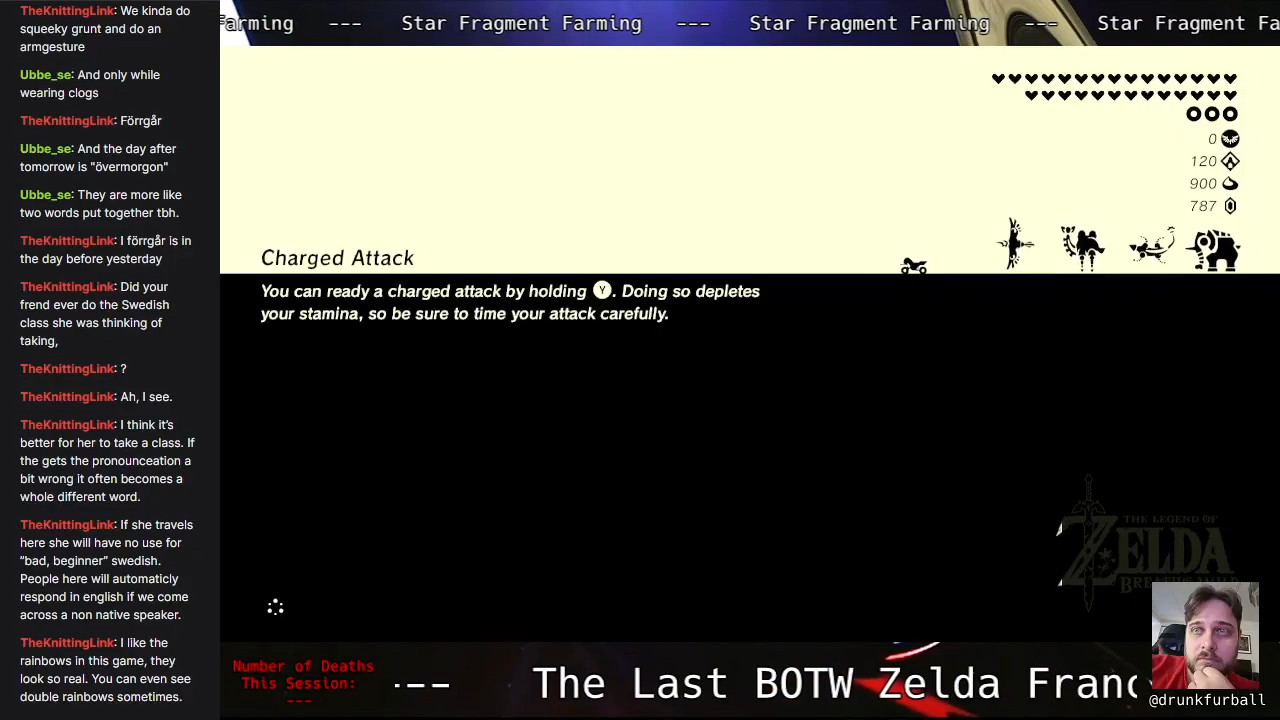 TheKnittingLink: We kinda do
squeeky grunt and do an
armgesture
Ubbe_se: And only while
wearing clogs
TheKnittingLink: Förrgår
Ubbe_se: And the day after
tomorrow is "övermorgon"
Ubbe_se: They are more like
two words put together tbh.
TheKnittingLink: I förrgår is in
the day before yesterday
TheKnittingLink: Did your
frend ever do the Swedish
class she was thinking of
taking,
TheKnittingLink: ?
TheKnittingLink: Ah, I see.
TheKnittingLink: I think it's
better for her to take a class. If
the gets the pronounceation a
bit wrong it often becomes a
whole different word.
TheKnittingLink: If she travels
here she will have no use for
"bad, beginner" swedish.
People here will automaticly
respond in english if we come
across a non native speaker.
TheKnittingLink: I like the
rainbows in this game, they
look so real. You can even see
double rainbows sometimes.
Farming --- Star Fragment Farming --- Star Fragment Farming --- Star Fragment Fa
0
120
900
787
Charged Attack
You can ready a charged attack by holding Y. Doing so depletes
your stamina, so be sure to time your attack carefully.
THE LEGEND OF
ZELDA
Number of Deaths
This Session:
---
The Last BOTW Zelda Franc
@drunkfurball